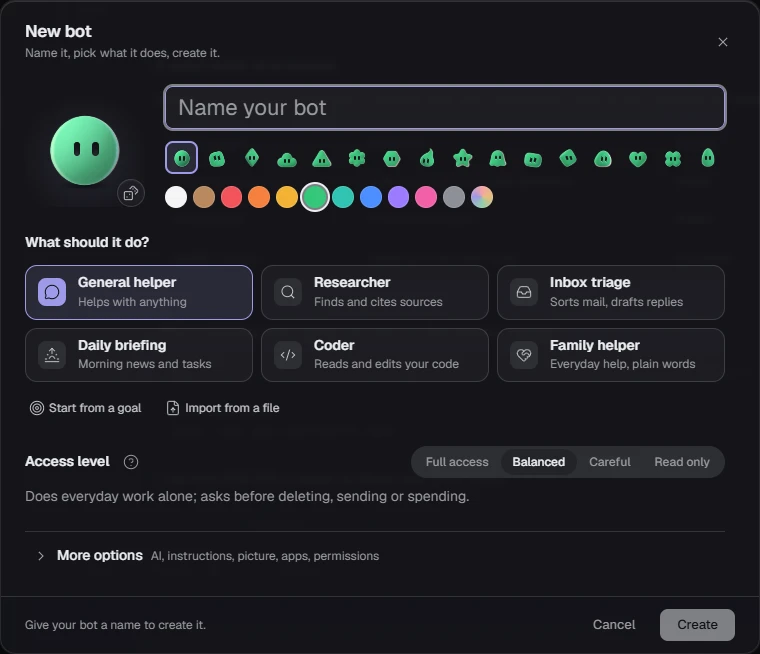 New bot
Name it, pick what it does, create it.
Name your bot
What should it do?
General helper
Helps with anything
Researcher
Finds and cites sources
Inbox triage
Sorts mail, drafts replies
Daily briefing
Morning news and tasks
Coder
Reads and edits your code
Family helper
Everyday help, plain words
Start from a goal
Import from a file
Access level
Full access
Balanced
Careful
Read only
Does everyday work alone; asks before deleting, sending or spending.
More options AI, instructions, picture, apps, permissions
Give your bot a name to create it.
Cancel
Create